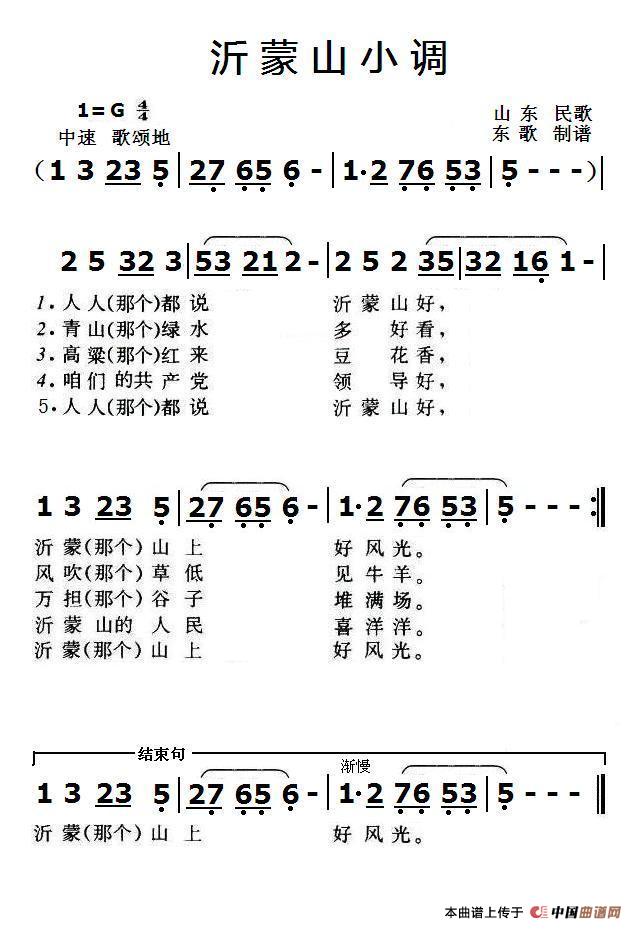 沂蒙山小调
1=G 4/4
山东 民歌
中速 歌颂地
东歌 制谱
(1 3 23 5 | 27 65 6 - | 1·2 76 53 | 5 - - - )|
2 5 32 3 | 53 21 2 - | 2 5 2 35 | 32 16 1 - |
1.人人(那个)都说 沂蒙山好,
2.青山(那个)绿水 多 好看,
3.高粱(那个)红来 豆 花香,
4.咱们的共产党 领 导好,
5.人人(那个)都说 沂蒙山好,
1 3 23 5 | 27 65 6 - | 1·2 76 53 | 5 - - - :||
沂蒙(那个)山上 好风光。
风吹(那个)草低 见牛羊。
万担(那个)谷子 堆满场。
沂蒙山的人民 喜洋洋。
沂蒙(那个)山上 好风光。
结束句
渐慢
1 3 23 5 | 27 65 6 - | 1·2 76 53 | 5 - - - ||
沂蒙(那个)山上 好风光。
本曲谱上传于 中国曲谱网